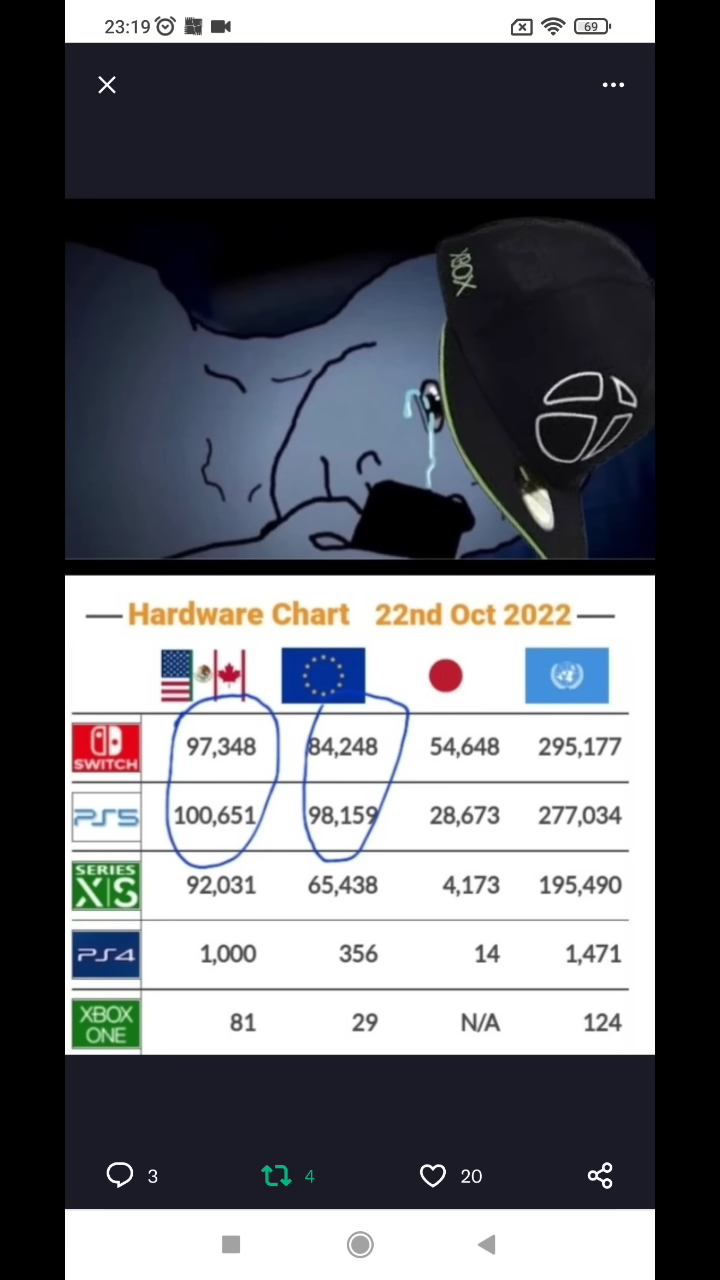 23:19
69
XBOX
Hardware Chart 22nd Oct 2022
SWITCH 97,348 84,248 54,648 295,177
PS5 100,651 98,159 28,673 277,034
SERIES X|S 92,031 65,438 4,173 195,490
PS4 1,000 356 14 1,471
XBOX ONE 81 29 N/A 124
3 4 20